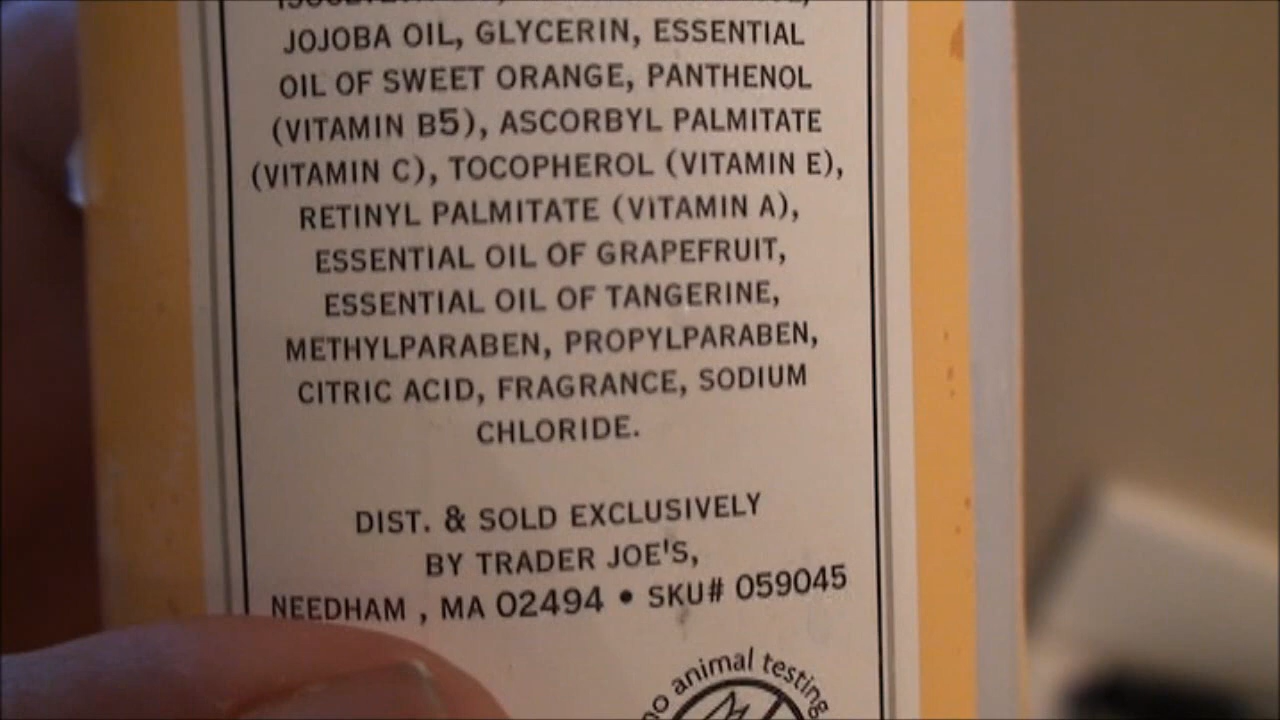 JOJOBA OIL, GLYCERIN, ESSENTIAL
OIL OF SWEET ORANGE, PANTHENOL
(VITAMIN B5), ASCORBYL PALMITATE
(VITAMIN C), TOCOPHEROL (VITAMIN E),
RETINYL PALMITATE (VITAMIN A),
ESSENTIAL OIL OF GRAPEFRUIT,
ESSENTIAL OIL OF TANGERINE,
METHYLPARABEN, PROPYLPARABEN,
CITRIC ACID, FRAGRANCE, SODIUM
CHLORIDE.
DIST. & SOLD EXCLUSIVELY
BY TRADER JOE'S,
NEEDHAM , MA 02494 • SKU# 059045
no animal testing